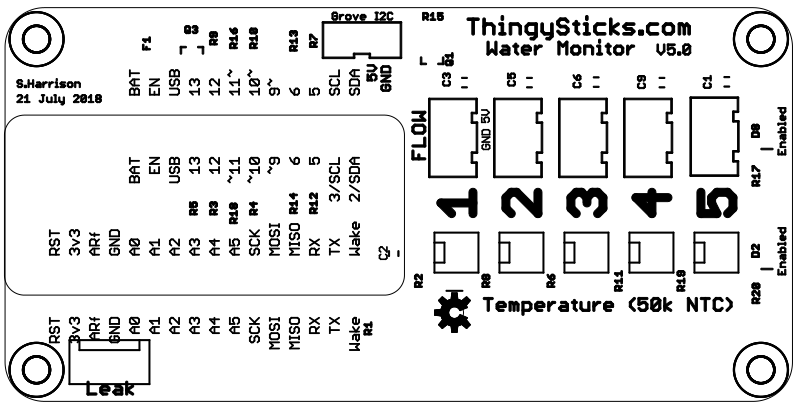 ThingySticks.com
Water Monitor V5.0
Grove I2C
R15
F1
Q3
R9
R16
R10
R13
R7
5V
GND
Q1
S.Harrison
21 July 2018
BAT
EN
USB
13
12
11~
10~
9~
6
5
SCL
SDA
C3
C5
C6
C9
C1
FLOW
GND 5V
D8
Enabled
R17
BAT
EN
USB
13
12
~11
~10
~9
6
5
3/SCL
2/SDA
R5
R3
R18
R4
R14
R12
1
2
3
4
5
RST
3v3
ARf
GND
A0
A1
A2
A3
A4
A5
SCK
MOSI
MISO
RX
TX
Wake
C2
R2
R8
R6
R11
R19
D2
Enabled
R20
Temperature (50k NTC)
RST
3v3
ARf
GND
A0
A1
A2
A3
A4
A5
SCK
MOSI
MISO
RX
TX
Wake
R1
Leak